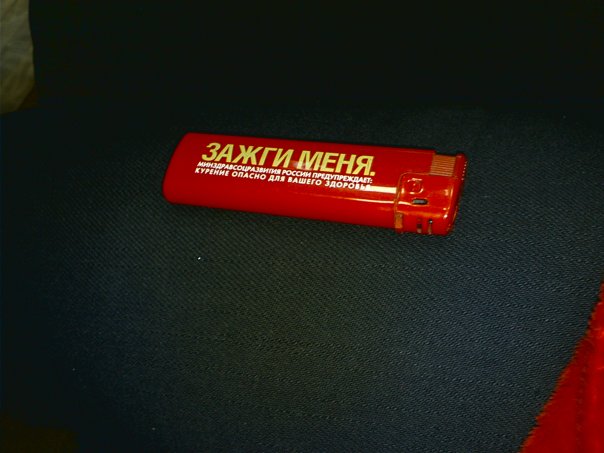 ЗАЖГИ МЕНЯ.
МИНЗДРАВСОЦРАЗВИТИЯ РОССИИ ПРЕДУПРЕЖДАЕТ:
КУРЕНИЕ ОПАСНО ДЛЯ ВАШЕГО ЗДОРОВЬЯ